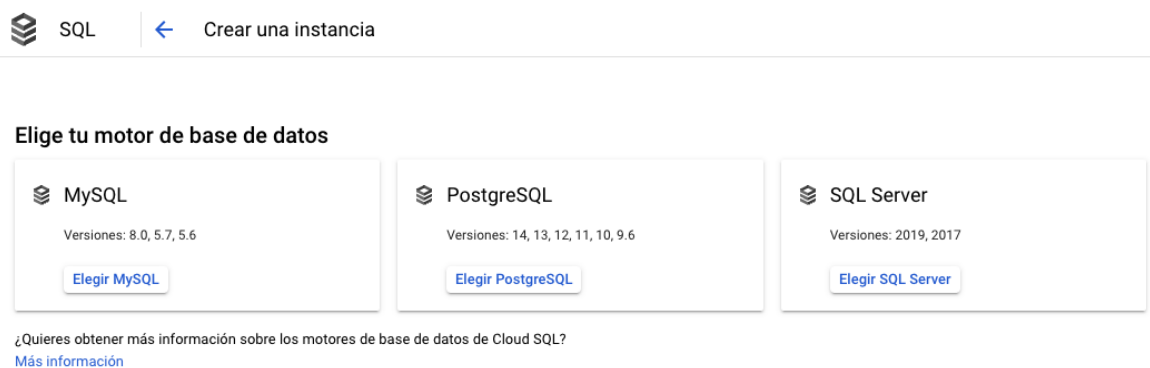 SQL
Crear una instancia
Elige tu motor de base de datos
MySQL
Versiones: 8.0, 5.7, 5.6
Elegir MySQL
PostgreSQL
Versiones: 14, 13, 12, 11, 10, 9.6
Elegir PostgreSQL
SQL Server
Versiones: 2019, 2017
Elegir SQL Server
¿Quieres obtener más información sobre los motores de base de datos de Cloud SQL?
Más información